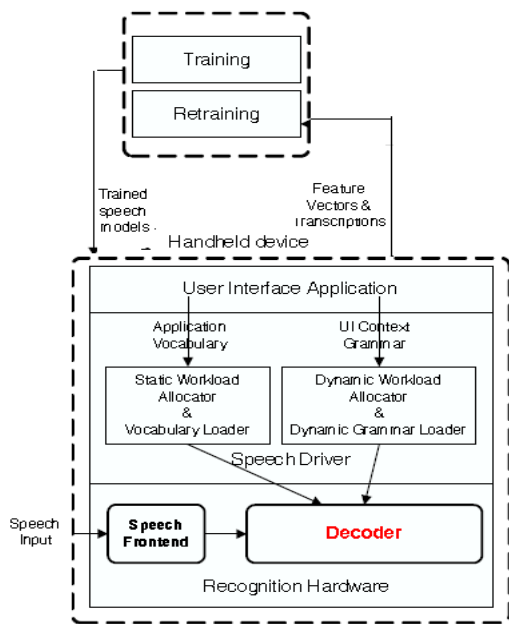 Training
Retraining
Trained
speech
models
Feature
Vectors &
Transcriptions
Handheld device
User Interface Application
Application
Vocabulary
UI Context
Grammar
Static Workload
Allocator
&
Vocabulary Loader
Dynamic Workload
Allocator
&
Dynamic Grammar Loader
Speech Driver
Speech
Input
Speech
Frontend
Decoder
Recognition Hardware